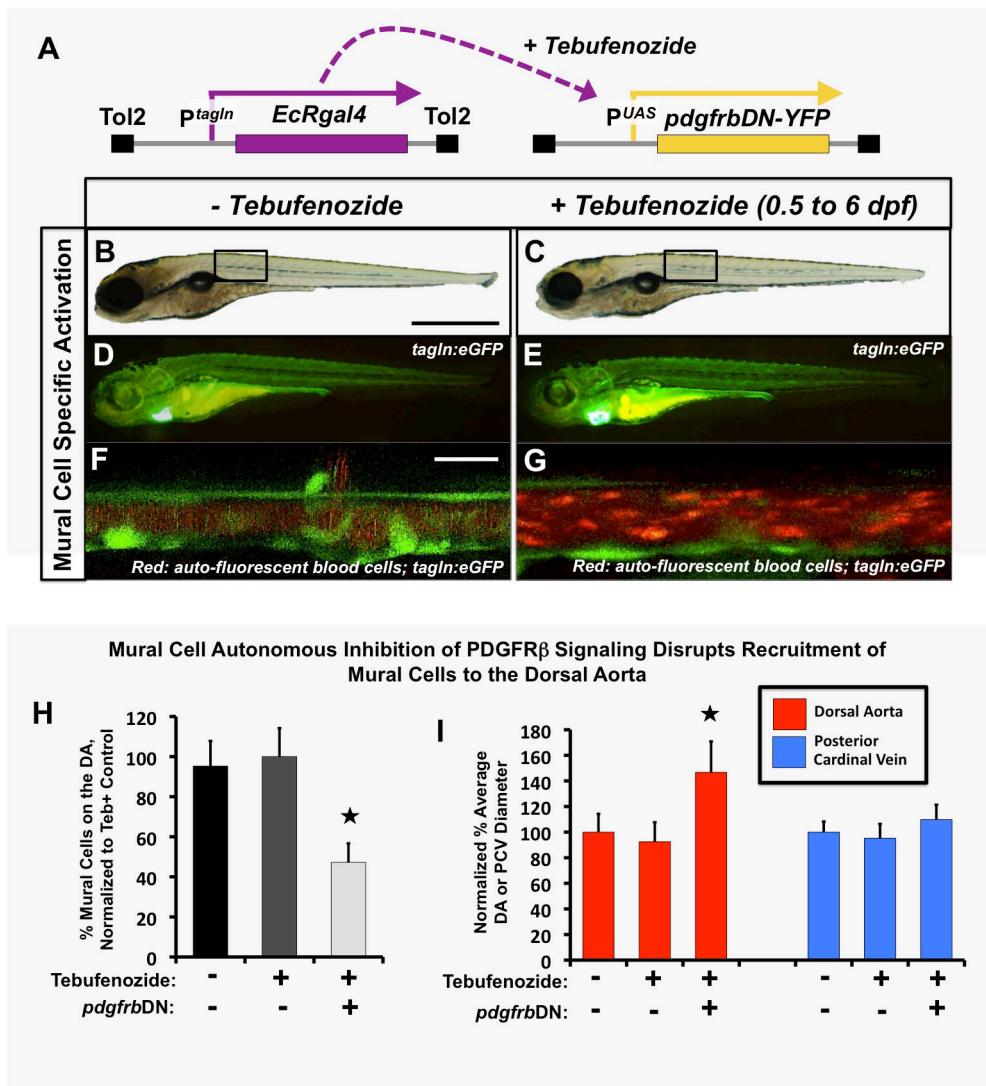 A
+ Tebufenozide
Tol2
Ptagln
EcRgal4
Tol2
PUAS
pdgfrbDN-YFP
- Tebufenozide
+ Tebufenozide (0.5 to 6 dpf)
Mural Cell Specific Activation
B
C
D
tagln:eGFP
E
tagln:eGFP
F
Red: auto-fluorescent blood cells; tagln:eGFP
G
Red: auto-fluorescent blood cells; tagln:eGFP
Mural Cell Autonomous Inhibition of PDGFRβ Signaling Disrupts Recruitment of
Mural Cells to the Dorsal Aorta
H
% Mural Cells on the DA,
Normalized to Teb+ Control
120
100
80
60
40
20
0
★
Tebufenozide: - + +
pdgfrbDN: - - +
I
Normalized % Average
DA or PCV Diameter
180
160
140
120
100
80
60
40
20
0
★
Dorsal Aorta
Posterior
Cardinal Vein
Tebufenozide: - + + - + +
pdgfrbDN: - - + - - +